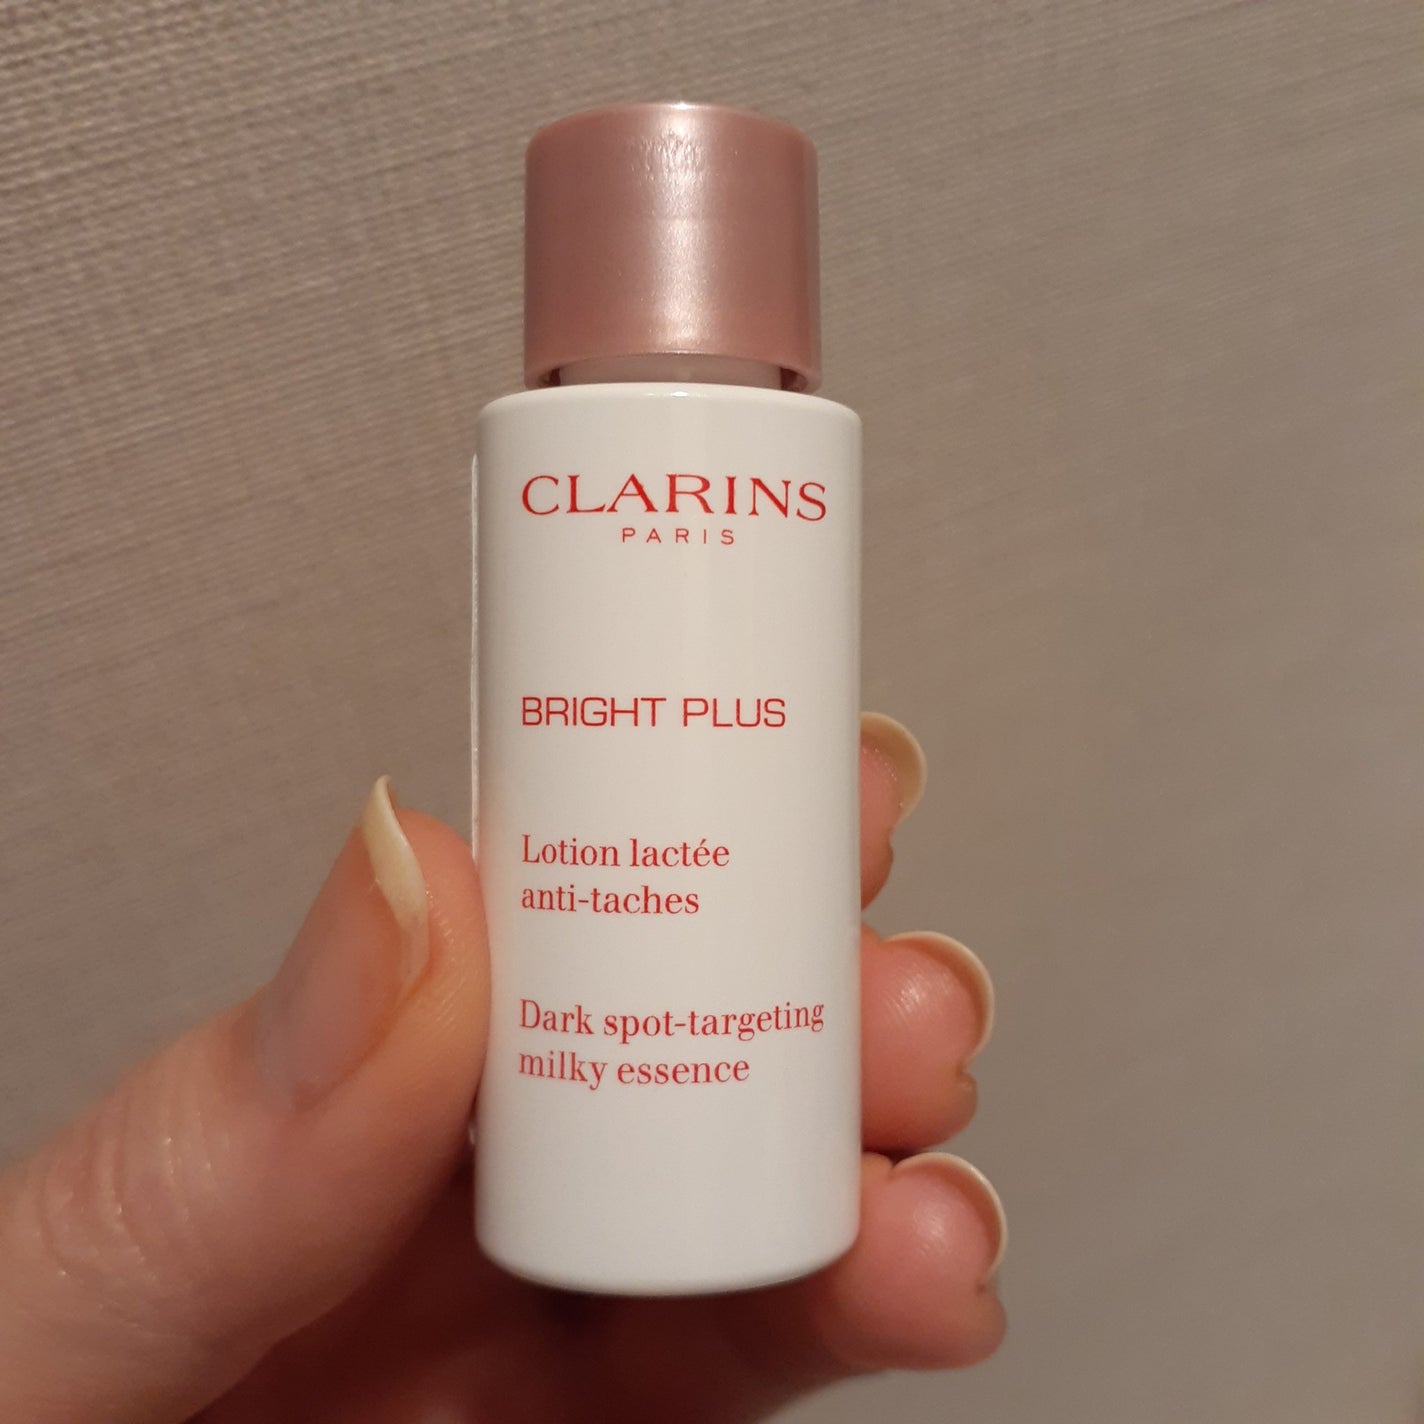 CLARINS
PARIS
BRIGHT PLUS
Lotion lactée
anti-taches
Dark spot-targeting
milky essence